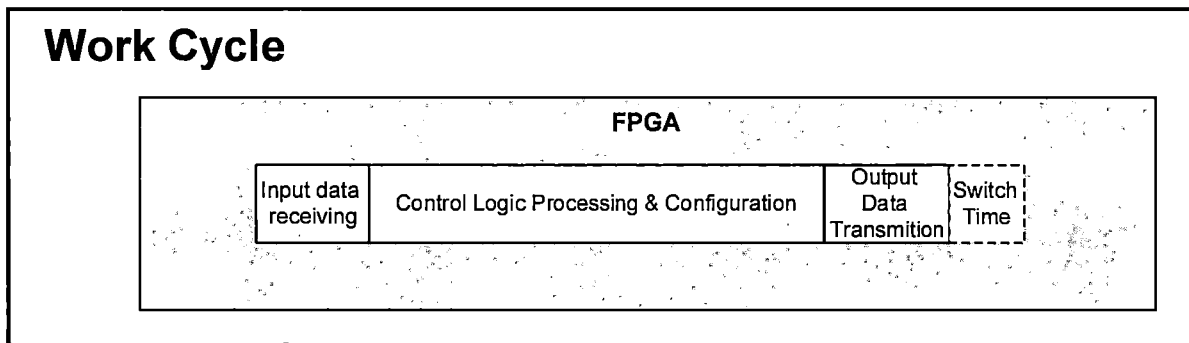 Work Cycle
FPGA
Input data
receiving
Control Logic Processing & Configuration
Output
Data
Transmition
Switch
Time